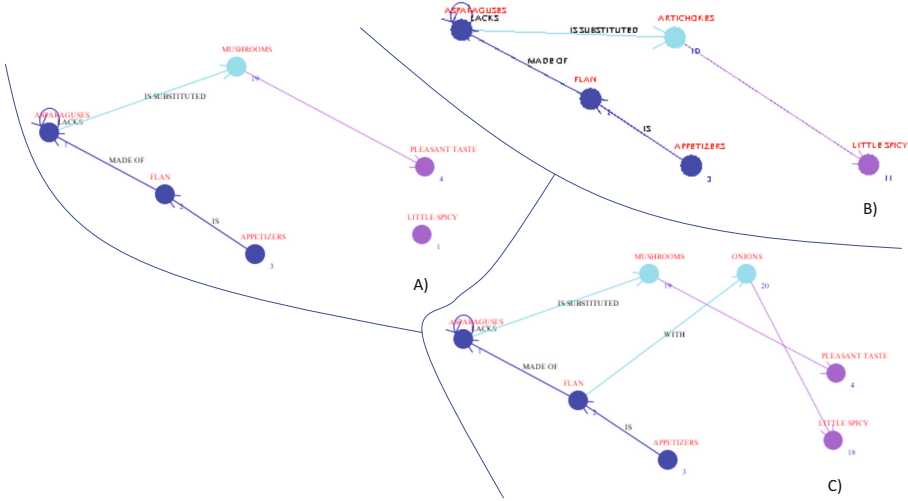 MUSHROOMS
19
IS SUBSTITUTED
ASPARAGUSES
LACKS
1
MADE OF
FLAN
2
IS
APPETIZERS
3
PLEASANT TASTE
4
LITTLE SPICY
1
A)
ASPARAGUSES
LACKS
IS SUBSTITUTED
ARTICHOKES
10
MADE OF
FLAN
IS
APPETIZERS
LITTLE SPICY
11
B)
MUSHROOMS
19
ONIONS
20
IS SUBSTITUTED
ASPARAGUSES
LACKS
1
WITH
MADE OF
FLAN
2
IS
APPETIZERS
3
PLEASANT TASTE
4
LITTLE SPICY
18
C)